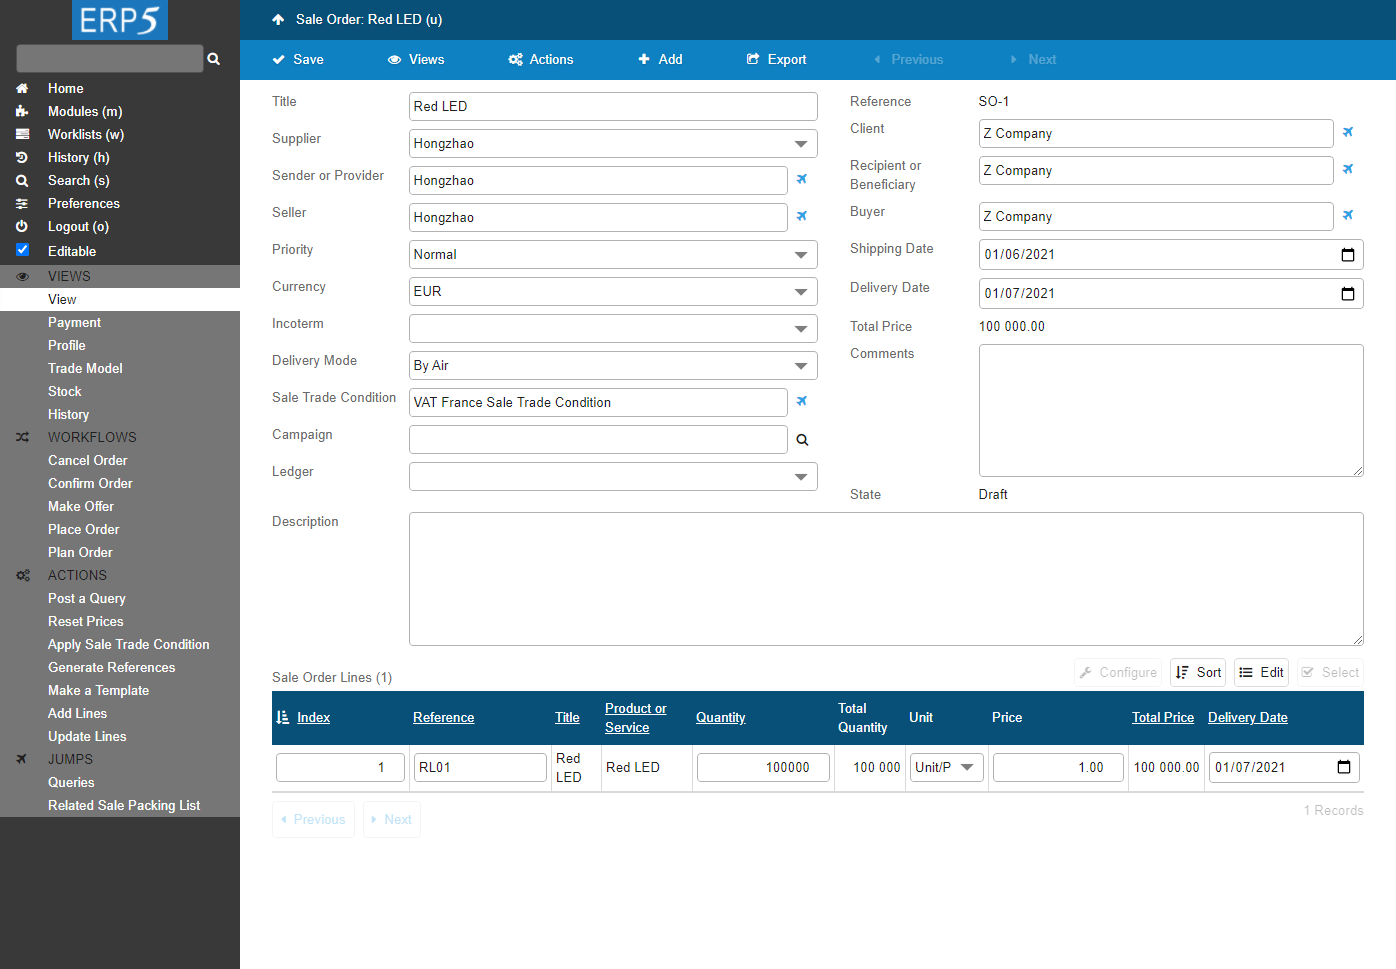 ERP5
Home
Modules (m)
Worklists (w)
History (h)
Search (s)
Preferences
Logout (o)
Editable
VIEWS
View
Payment
Profile
Trade Model
Stock
History
WORKFLOWS
Cancel Order
Confirm Order
Make Offer
Place Order
Plan Order
ACTIONS
Post a Query
Reset Prices
Apply Sale Trade Condition
Generate References
Make a Template
Add Lines
Update Lines
JUMPS
Queries
Related Sale Packing List
Sale Order: Red LED (u)
Save Views Actions Add Export Previous Next
Title Red LED
Supplier Hongzhao
Sender or Provider Hongzhao
Seller Hongzhao
Priority Normal
Currency EUR
Incoterm
Delivery Mode By Air
Sale Trade Condition VAT France Sale Trade Condition
Campaign
Ledger
Reference SO-1
Client Z Company
Recipient or
Beneficiary Z Company
Buyer Z Company
Shipping Date 01/06/2021
Delivery Date 01/07/2021
Total Price 100 000.00
Comments
State Draft
Description
Sale Order Lines (1)
Configure Sort Edit Select
Index Reference Title Product or Service Quantity Total Quantity Unit Price Total Price Delivery Date
1 RL01 Red LED Red LED 100000 100 000 Unit/P 1.00 100 000.00 01/07/2021
Previous Next
1 Records